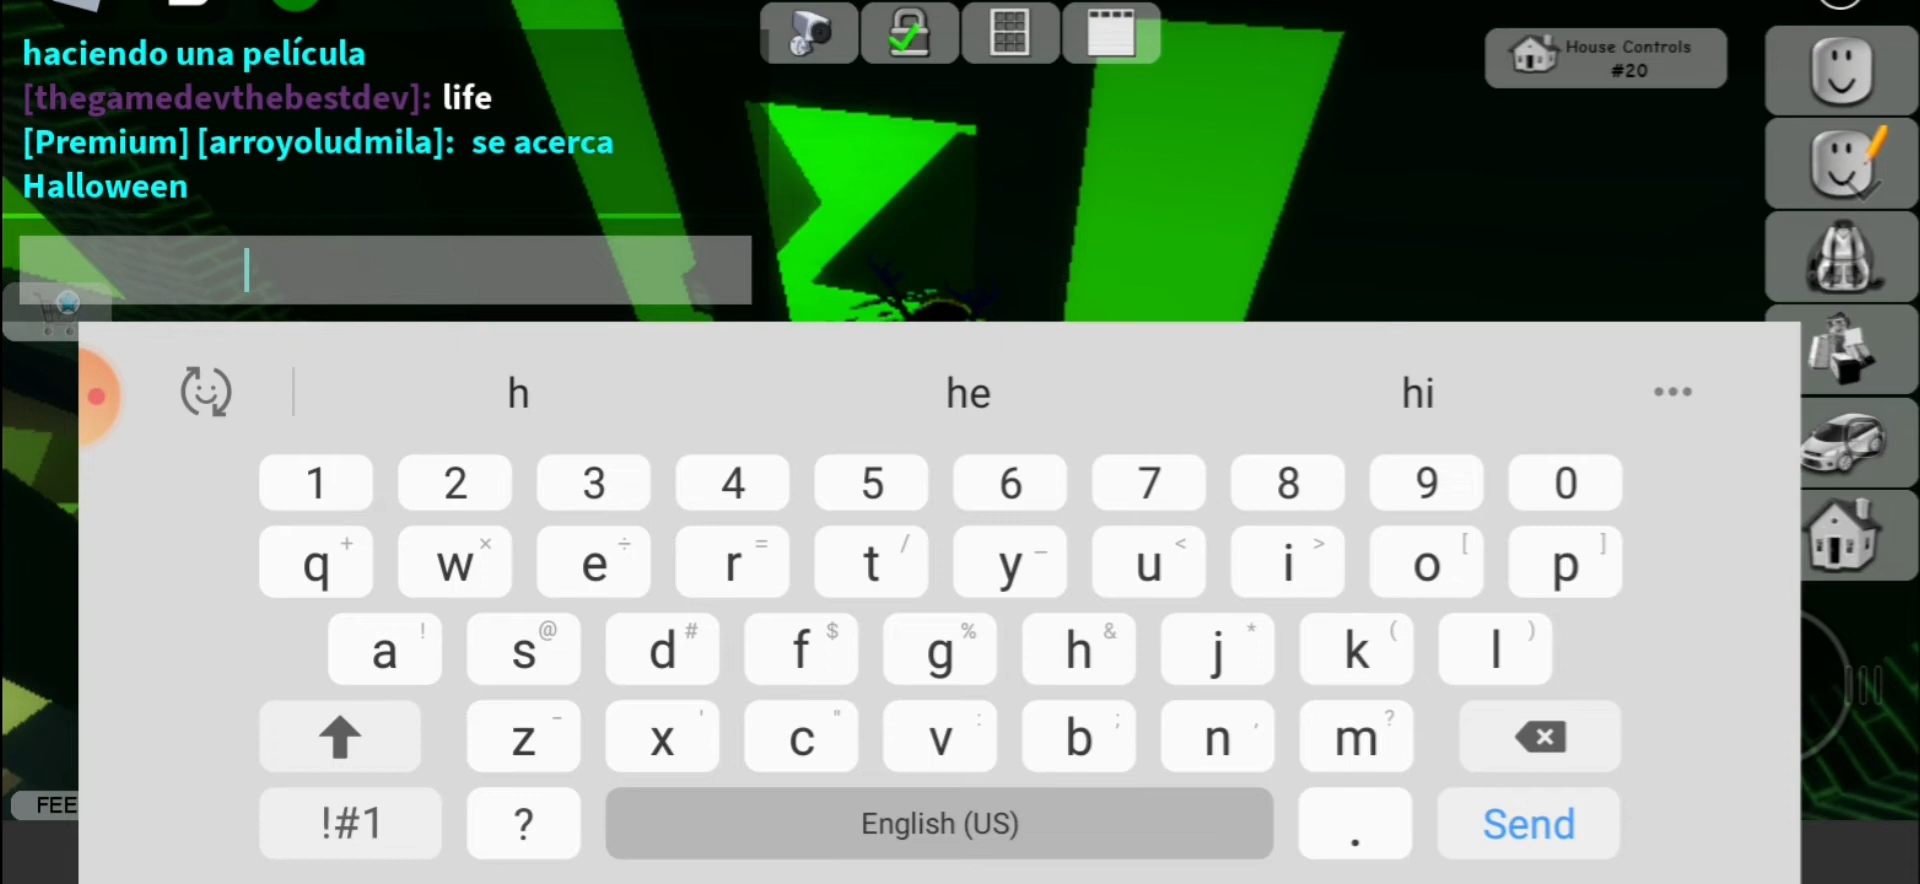 haciendo una película
[thegamedevthebestdev]: life
[Premium] [arroyoludmila]: se acerca
Halloween
House Controls
#20
h he hi
1 2 3 4 5 6 7 8 9 0
q + w × e ÷ r = t / y _ u < i > o [ p ]
a ! s @ d # f $ g % h & j * k ( l )
z - x ' c " v : b ; n , m ?
!#1 ? English (US) . Send
FEE